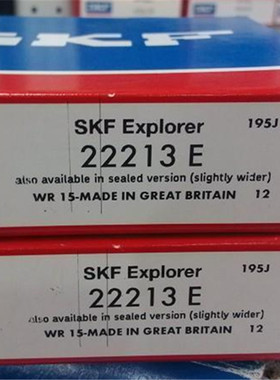 SKF
SKF Explorer 195J
22213 E
also available in sealed version (slightly wider)
WR 15-MADE IN GREAT BRITAIN 12
SKF Explorer 195J
22213 E
also available in sealed version (slightly wider)
WR 15-MADE IN GREAT BRITAIN 12